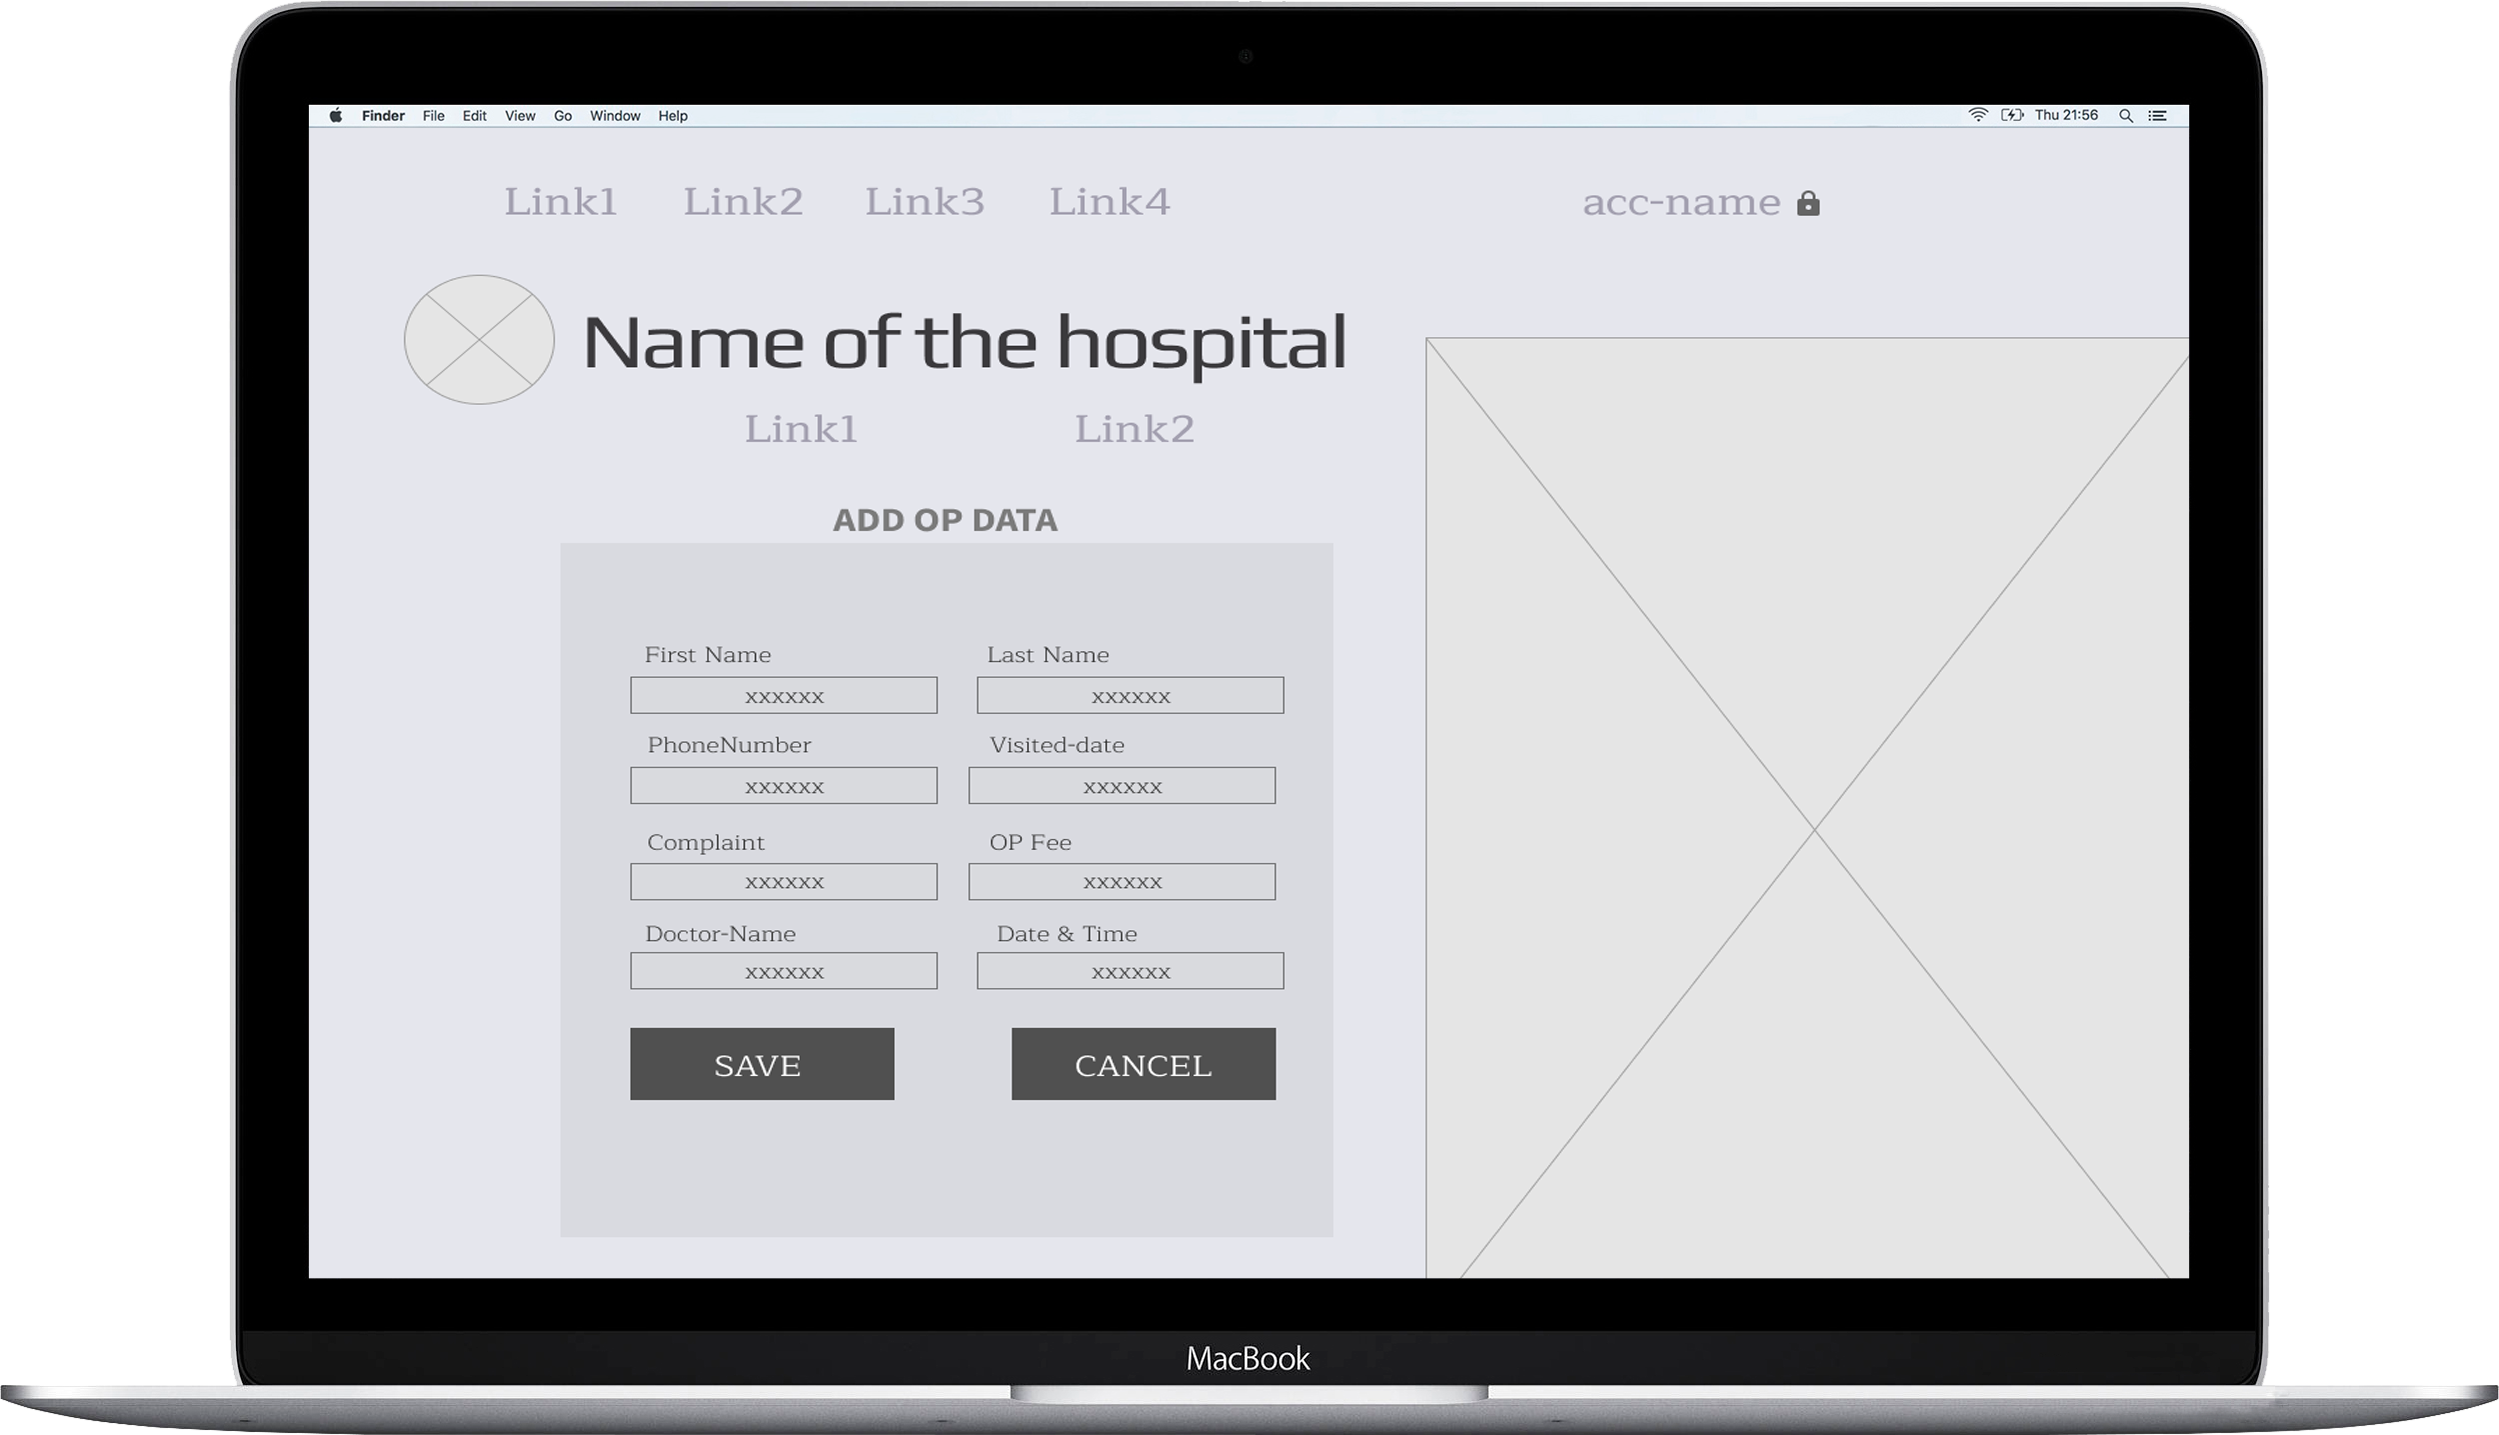 Finder File Edit View Go Window Help Thu 21:56
Link1 Link2 Link3 Link4 acc-name
Name of the hospital
Link1 Link2
ADD OP DATA
First Name Last Name
xxxxxx xxxxxx
PhoneNumber Visited-date
xxxxxx xxxxxx
Complaint OP Fee
xxxxxx xxxxxx
Doctor-Name Date & Time
xxxxxx xxxxxx
SAVE CANCEL
MacBook